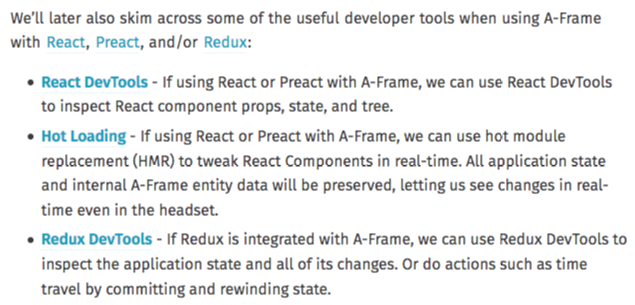 We'll later also skim across some of the useful developer tools when using A-Frame
with React, Preact, and/or Redux:
• React DevTools - If using React or Preact with A-Frame, we can use React DevTools
to inspect React component props, state, and tree.
• Hot Loading - If using React or Preact with A-Frame, we can use hot module
replacement (HMR) to tweak React Components in real-time. All application state
and internal A-Frame entity data will be preserved, letting us see changes in real-
time even in the headset.
• Redux DevTools - If Redux is integrated with A-Frame, we can use Redux DevTools to
inspect the application state and all of its changes. Or do actions such as time
travel by committing and rewinding state.